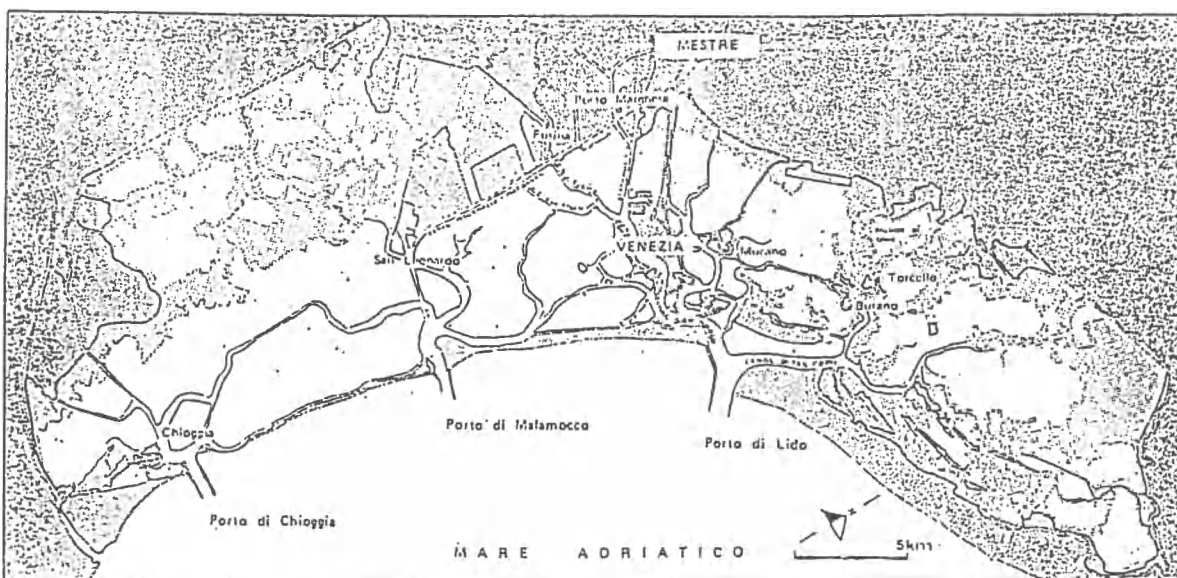 MESTRE
Porto Marghera
Fusina
VENEZIA
Murano
San Leonardo
Torcello
Burano
Chioggia
Porto di Malamocco
Porto di Lido
Porto di Chioggia
5km
MARE ADRIATICO